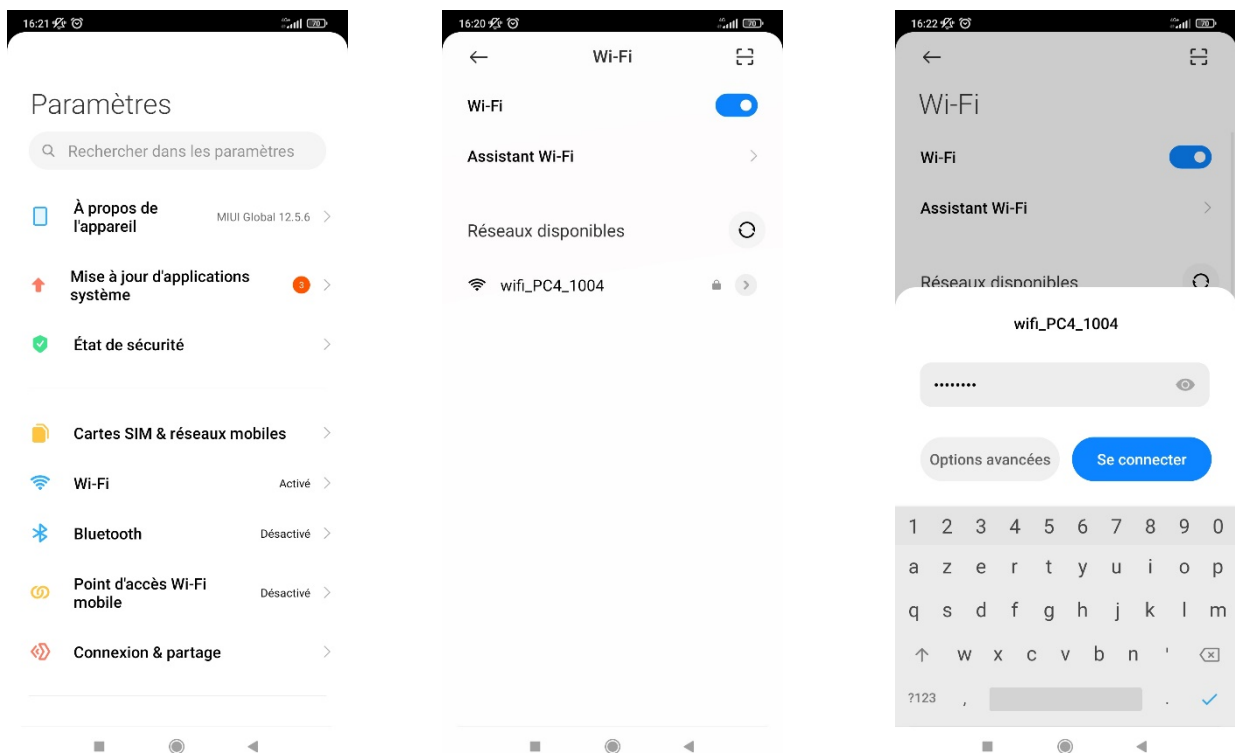 16:21
70
Paramètres
Rechercher dans les paramètres
À propos de
l'appareil
MIUI Global 12.5.6
Mise à jour d'applications
système
3
État de sécurité
Cartes SIM & réseaux mobiles
Wi-Fi
Activé
Bluetooth
Désactivé
Point d'accès Wi-Fi
mobile
Désactivé
Connexion & partage
16:20
70
Wi-Fi
Wi-Fi
Assistant Wi-Fi
Réseaux disponibles
wifi_PC4_1004
16:22
70
Wi-Fi
Wi-Fi
Assistant Wi-Fi
Réseaux disponibles
wifi_PC4_1004
••••••••
Options avancées
Se connecter
1 2 3 4 5 6 7 8 9 0
a z e r t y u i o p
q s d f g h j k l m
w x c v b n '
?123 , .